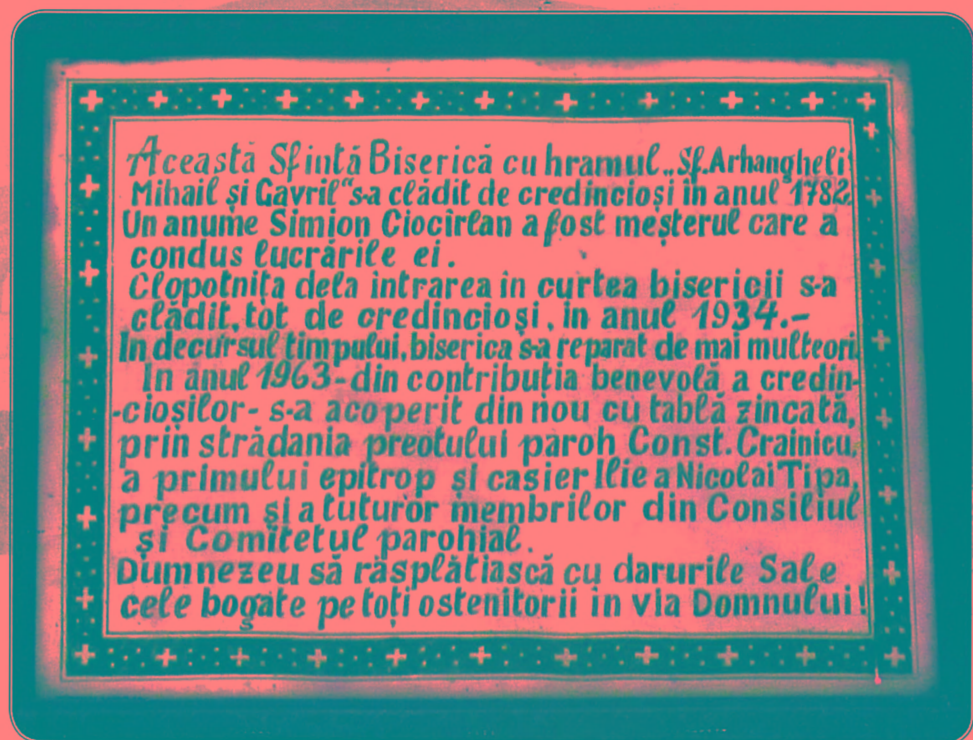 Această Sfintă Biserică cu hramul „Sf. Arhangheli
Mihail și Gavril" s-a clădit de credincioși în anul 1782.
Un anume Simion Ciocîrlan a fost meșterul care a
condus lucrările ei.
Clopotnița dela intrarea in curtea bisericii s-a
clădit, tot de credincioși, în anul 1934.-
In decursul timpului, biserica s-a reparat de mai multeori.
In anul 1963-din contribuția benevolă a credin-
-cioșilor- s-a acoperit din nou cu tablă zincată,
prin strădania preotului paroh Const. Crainicu,
a primului epitrop și casier Ilie a Nicolai Tipa,
precum și a tuturor membrilor din Consiliul
și Comitetul parohial.
Dumnezeu să răsplătiască cu darurile Sale
cele bogate pe toți ostenitorii in via Domnului!